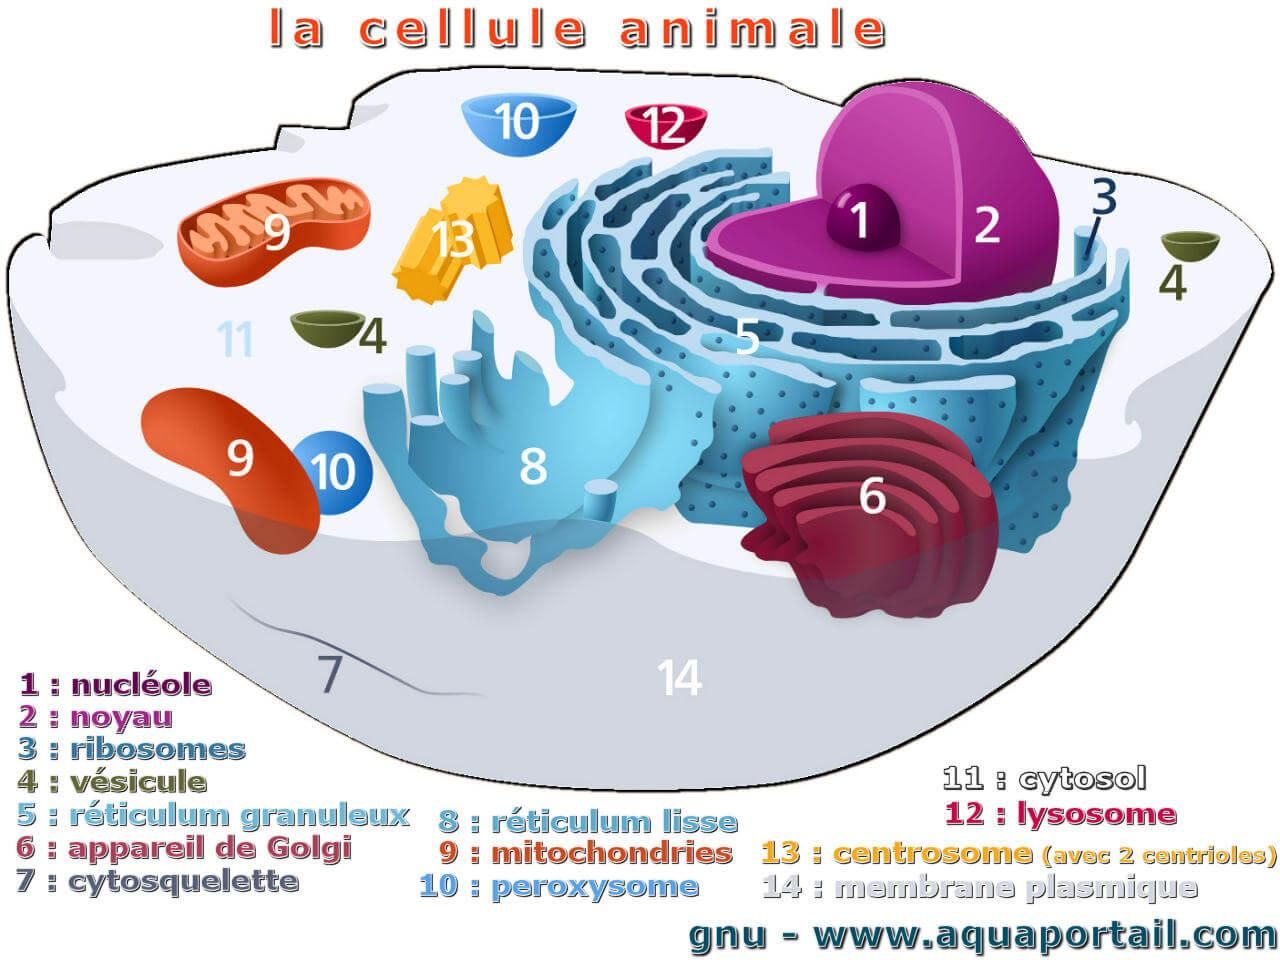 la cellule animale
10
12
3
9
13
1
2
4
11
4
5
9
10
8
6
7
14
1 : nucléole
2 : noyau
3 : ribosomes
4 : vésicule
5 : réticulum granuleux
6 : appareil de Golgi
7 : cytosquelette
8 : réticulum lisse
9 : mitochondries
10 : peroxysome
11 : cytosol
12 : lysosome
13 : centrosome (avec 2 centrioles)
14 : membrane plasmique
gnu - www.aquaportail.com